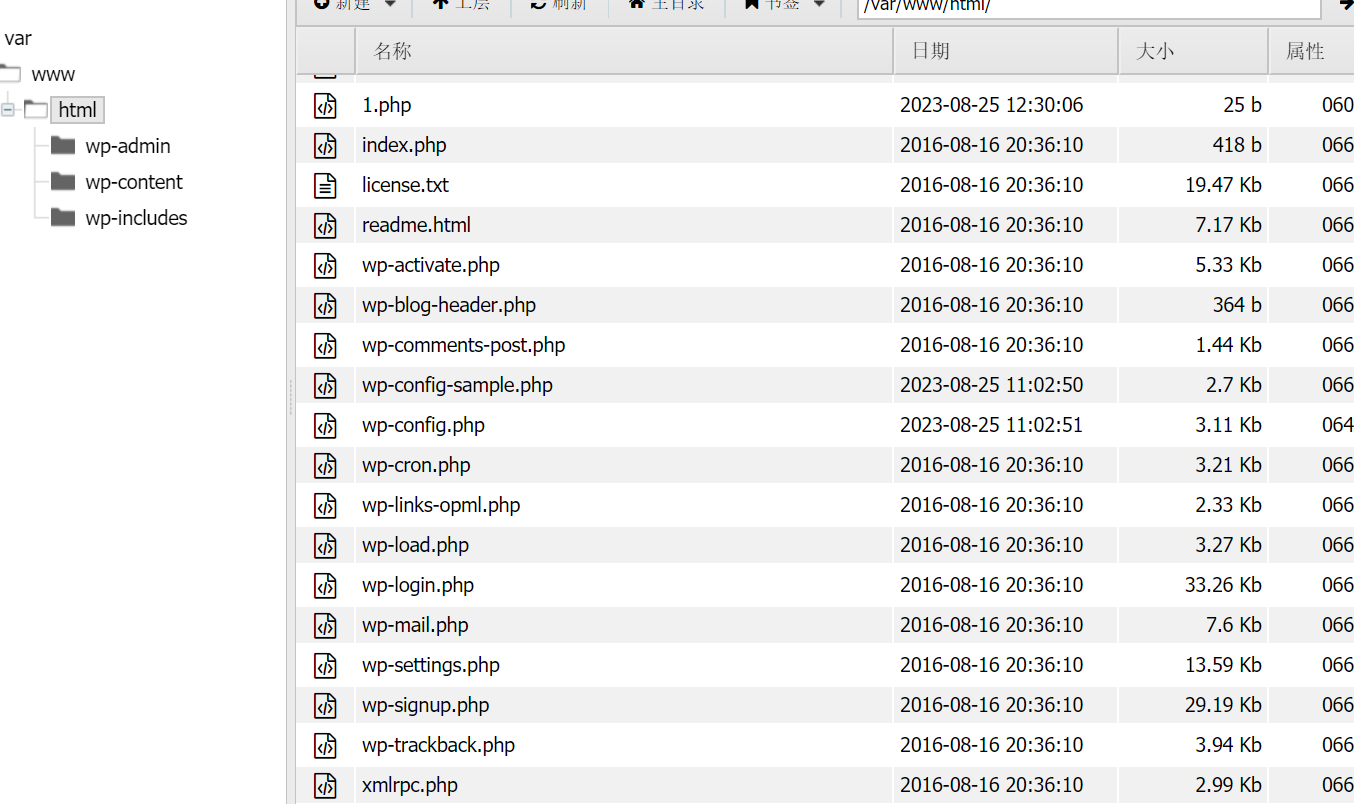 新建 上层 刷新 主目录 书签 /var/www/html/
var
www
html
wp-admin
wp-content
wp-includes
名称 日期 大小 属性
1.php 2023-08-25 12:30:06 25 b 060
index.php 2016-08-16 20:36:10 418 b 066
license.txt 2016-08-16 20:36:10 19.47 Kb 066
readme.html 2016-08-16 20:36:10 7.17 Kb 066
wp-activate.php 2016-08-16 20:36:10 5.33 Kb 066
wp-blog-header.php 2016-08-16 20:36:10 364 b 066
wp-comments-post.php 2016-08-16 20:36:10 1.44 Kb 066
wp-config-sample.php 2023-08-25 11:02:50 2.7 Kb 066
wp-config.php 2023-08-25 11:02:51 3.11 Kb 064
wp-cron.php 2016-08-16 20:36:10 3.21 Kb 066
wp-links-opml.php 2016-08-16 20:36:10 2.33 Kb 066
wp-load.php 2016-08-16 20:36:10 3.27 Kb 066
wp-login.php 2016-08-16 20:36:10 33.26 Kb 066
wp-mail.php 2016-08-16 20:36:10 7.6 Kb 066
wp-settings.php 2016-08-16 20:36:10 13.59 Kb 066
wp-signup.php 2016-08-16 20:36:10 29.19 Kb 066
wp-trackback.php 2016-08-16 20:36:10 3.94 Kb 066
xmlrpc.php 2016-08-16 20:36:10 2.99 Kb 066